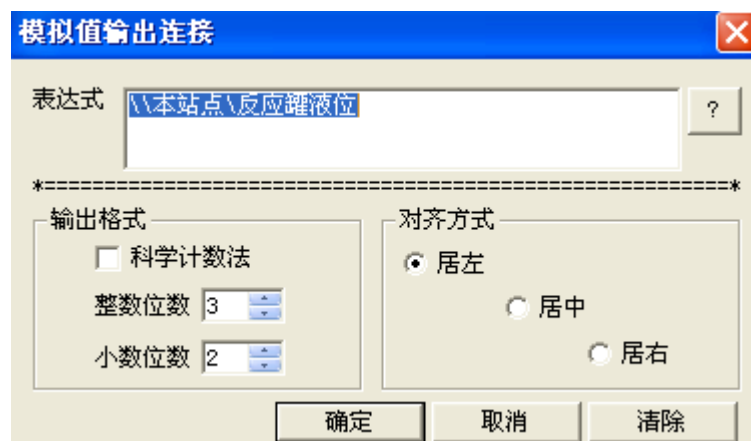 模拟值输出连接
表达式 \\本站点\反应罐液位 ?
*=========================================================*
输出格式 对齐方式
科学计数法 居左
整数位数 3 居中
小数位数 2 居右
确定 取消 清除